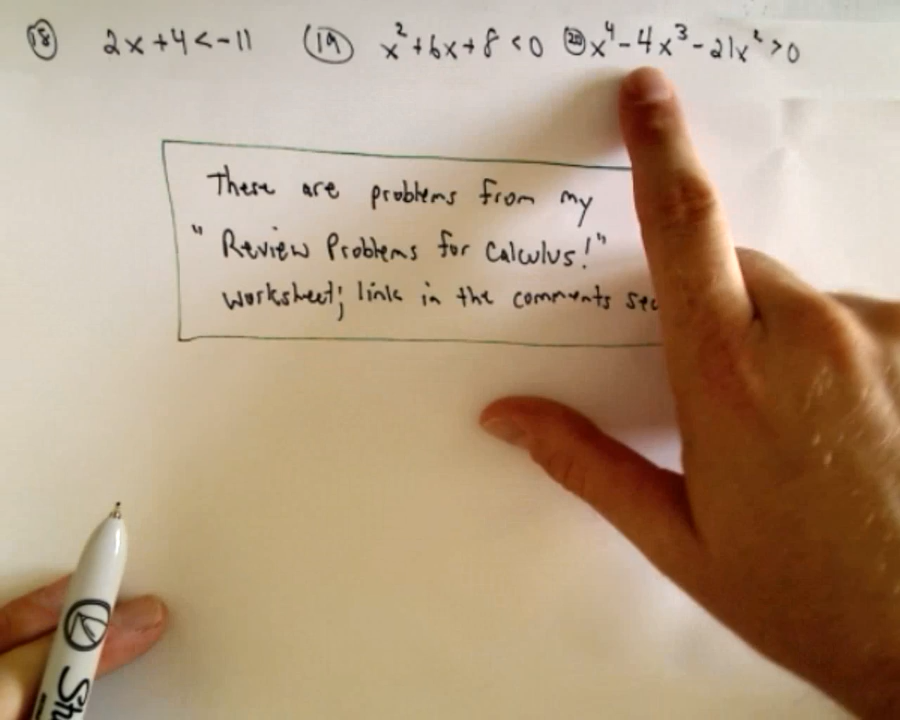 ⑱ 2x+4<-11 ⑲ x²+6x+8<0 ⑳ x⁴-4x³-21x²>0
These are problems from my
"Review Problems for Calculus!"
worksheet; link in the comments